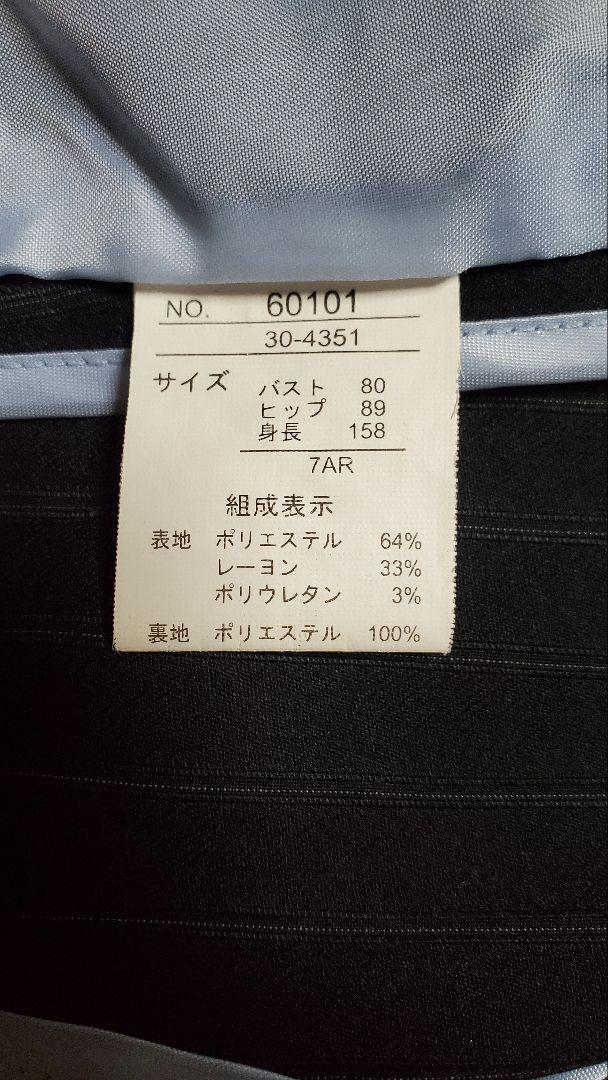 NO. 60101
30-4351
サイズ バスト 80
ヒップ 89
身長 158
7AR
組成表示
表地 ポリエステル 64%
レーヨン 33%
ポリウレタン 3%
裏地 ポリエステル 100%